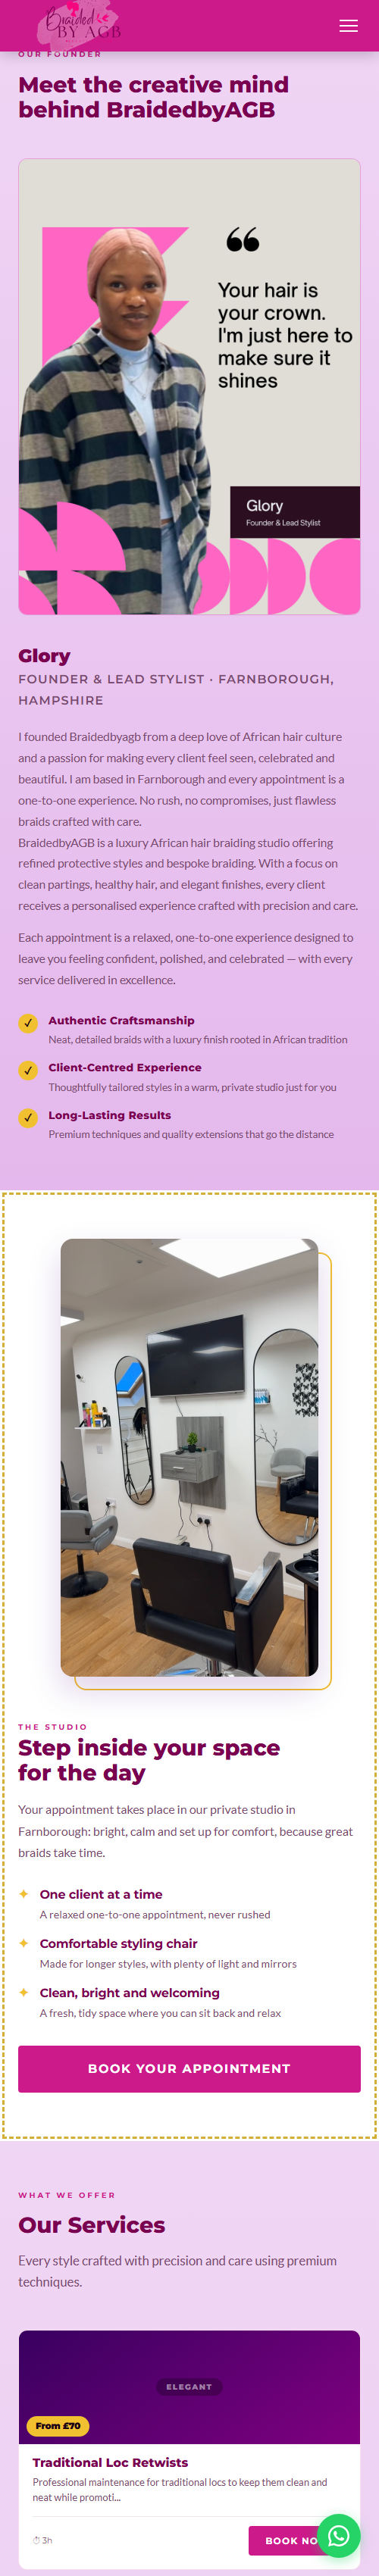 Braided
BY AGB
OUR FOUNDER
Meet the creative mind
behind BraidedbyAGB
Your hair is
your crown.
I'm just here to
make sure it
shines
Glory
Founder & Lead Stylist
Glory
FOUNDER & LEAD STYLIST · FARNBOROUGH,
HAMPSHIRE
I founded Braidedbyagb from a deep love of African hair culture
and a passion for making every client feel seen, celebrated and
beautiful. I am based in Farnborough and every appointment is a
one-to-one experience. No rush, no compromises, just flawless
braids crafted with care.
BraidedbyAGB is a luxury African hair braiding studio offering
refined protective styles and bespoke braiding. With a focus on
clean partings, healthy hair, and elegant finishes, every client
receives a personalised experience crafted with precision and care.
Each appointment is a relaxed, one-to-one experience designed to
leave you feeling confident, polished, and celebrated — with every
service delivered in excellence.
Authentic Craftsmanship
Neat, detailed braids with a luxury finish rooted in African tradition
Client-Centred Experience
Thoughtfully tailored styles in a warm, private studio just for you
Long-Lasting Results
Premium techniques and quality extensions that go the distance
THE STUDIO
Step inside your space
for the day
Your appointment takes place in our private studio in
Farnborough: bright, calm and set up for comfort, because great
braids take time.
One client at a time
A relaxed one-to-one appointment, never rushed
Comfortable styling chair
Made for longer styles, with plenty of light and mirrors
Clean, bright and welcoming
A fresh, tidy space where you can sit back and relax
BOOK YOUR APPOINTMENT
WHAT WE OFFER
Our Services
Every style crafted with precision and care using premium
techniques.
ELEGANT
From £70
Traditional Loc Retwists
Professional maintenance for traditional locs to keep them clean and
neat while promoti...
3h
BOOK NO